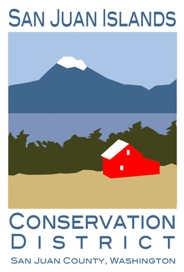 San Juan Islands
Conservation
District
San Juan County, Washington